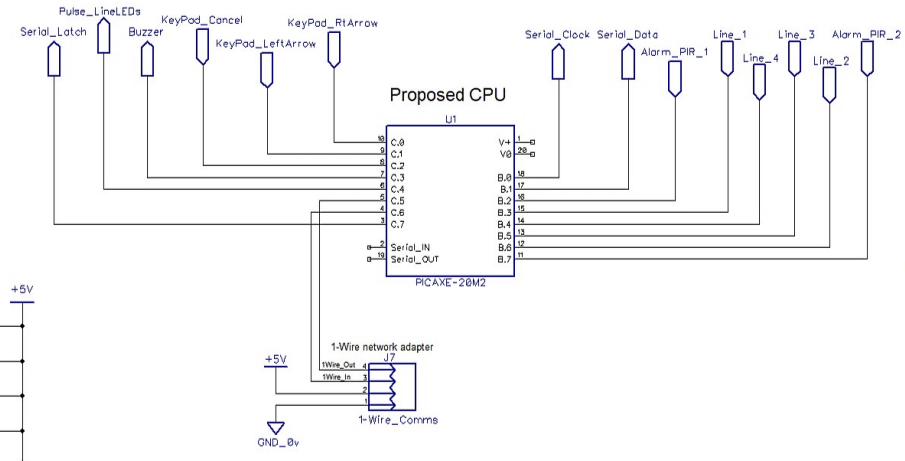 Pulse_LineLEDs
Serial_Latch
Buzzer
KeyPad_Cancel
KeyPad_LeftArrow
KeyPad_RtArrow
Serial_Clock
Serial_Data
Alarm_PIR_1
Line_1
Line_4
Line_3
Line_2
Alarm_PIR_2
Proposed CPU
U1
10 C.0
9 C.1
8 C.2
7 C.3
6 C.4
5 C.5
4 C.6
3 C.7
2 Serial_IN
19 Serial_OUT
V+ 1
V0 20
B.0 18
B.1 17
B.2 16
B.3 15
B.4 14
B.5 13
B.6 12
B.7 11
PICAXE-20M2
+5V
1-Wire network adapter
J7
+5V
1Wire_Out 4
1Wire_In 3
2
1
1-Wire_Comms
GND_0v